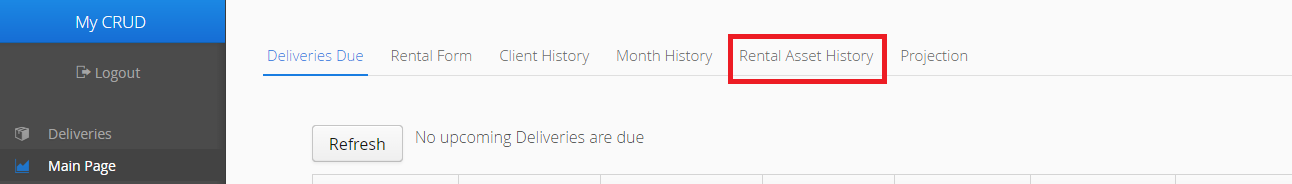 My CRUD
Logout
Deliveries
Main Page
Deliveries Due Rental Form Client History Month History Rental Asset History Projection
Refresh No upcoming Deliveries are due